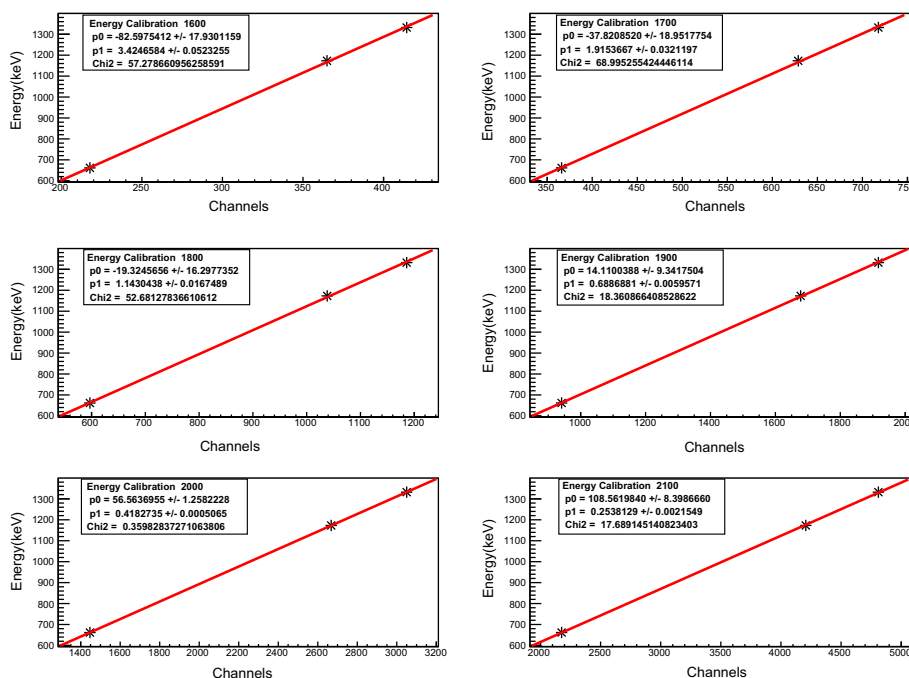 Energy Calibration 1600
p0 = -82.5975412 +/- 17.9301159
p1 = 3.4246584 +/- 0.0523255
Chi2 = 57.278660956258591
Energy(keV)
1300
1200
1100
1000
900
800
700
600
200 250 300 350 400
Channels
Energy Calibration 1700
p0 = -37.8208520 +/- 18.9517754
p1 = 1.9153667 +/- 0.0321197
Chi2 = 68.995255424446114
Energy(keV)
1300
1200
1100
1000
900
800
700
600
350 400 450 500 550 600 650 700 75
Channels
Energy Calibration 1800
p0 = -19.3245656 +/- 16.2977352
p1 = 1.1430438 +/- 0.0167489
Chi2 = 52.68127836610612
Energy(keV)
1300
1200
1100
1000
900
800
700
600
600 700 800 900 1000 1100 1200
Channels
Energy Calibration 1900
p0 = 14.1100388 +/- 9.3417504
p1 = 0.6886881 +/- 0.0059571
Chi2 = 18.360866408528622
Energy(keV)
1300
1200
1100
1000
900
800
700
600
1000 1200 1400 1600 1800 200
Channels
Energy Calibration 2000
p0 = 56.5636955 +/- 1.2582228
p1 = 0.4182735 +/- 0.0005065
Chi2 = 0.35982837271063806
Energy(keV)
1300
1200
1100
1000
900
800
700
600
1400 1600 1800 2000 2200 2400 2600 2800 3000 3200
Channels
Energy Calibration 2100
p0 = 108.5619840 +/- 8.3986660
p1 = 0.2538129 +/- 0.0021549
Chi2 = 17.689145140823403
Energy(keV)
1300
1200
1100
1000
900
800
700
600
2000 2500 3000 3500 4000 4500 5000
Channels